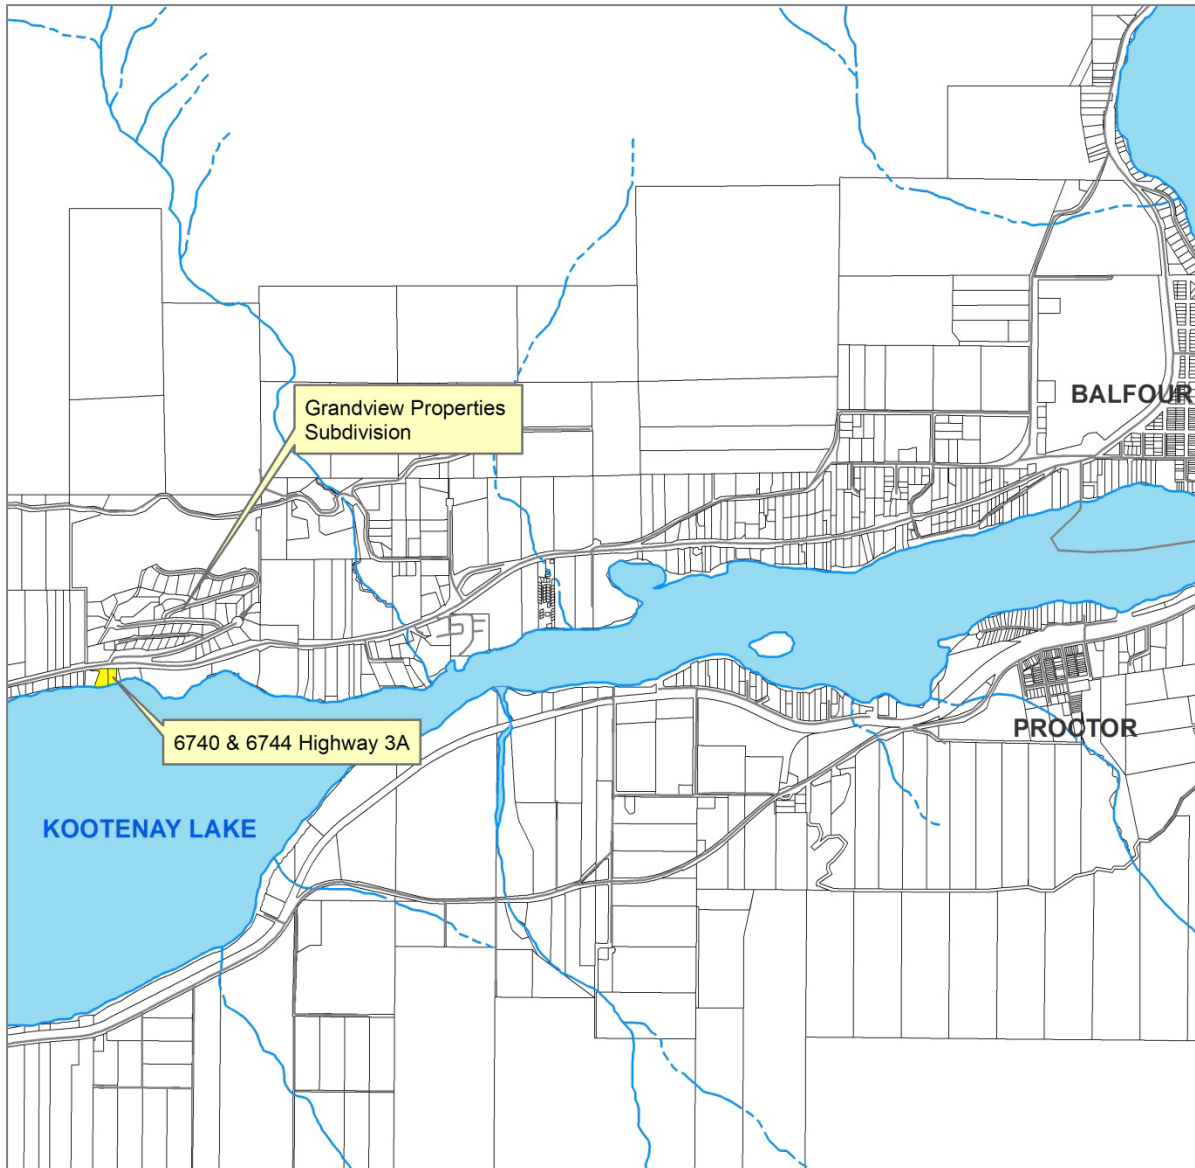 Grandview Properties
Subdivision
BALFOUR
6740 & 6744 Highway 3A
PROCTOR
KOOTENAY LAKE